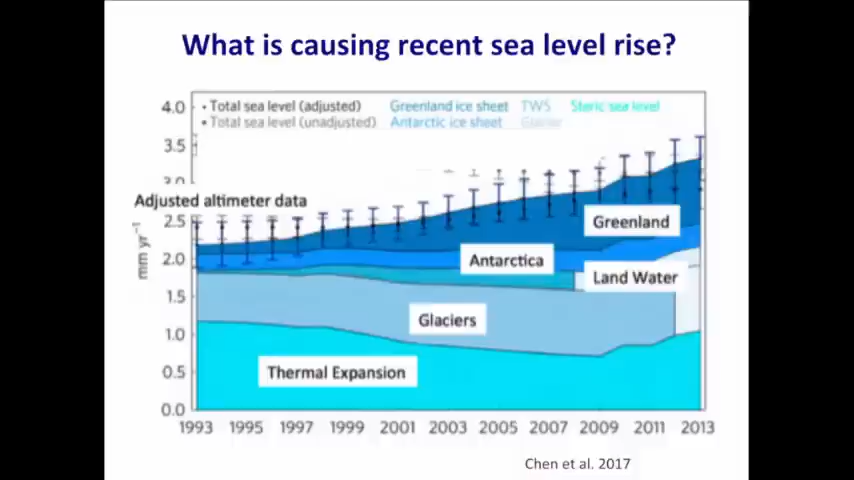 What is causing recent sea level rise?
4.0
• Total sea level (adjusted) Greenland ice sheet TWS Steric sea level
• Total sea level (unadjusted) Antarctic ice sheet Glacier
3.5
3.0
Adjusted altimeter data
2.5
Greenland
Antarctica
2.0
Land Water
mm yr⁻¹
1.5
Glaciers
1.0
Thermal Expansion
0.5
0.0
1993 1995 1997 1999 2001 2003 2005 2007 2009 2011 2013
Chen et al. 2017